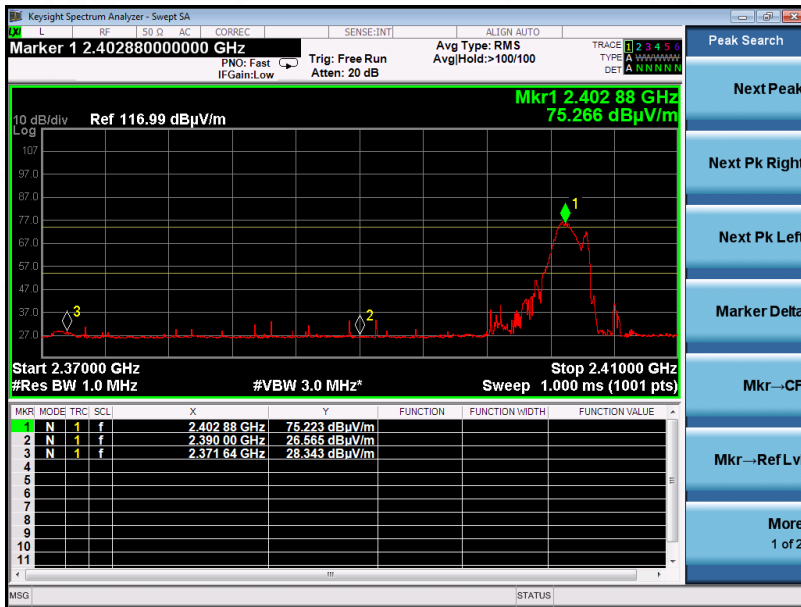 Keysight Spectrum Analyzer - Swept SA
LXI L RF 50 Ω AC CORREC SENSE:INT ALIGN AUTO
Marker 1 2.402880000000 GHz
PNO: Fast
IFGain:Low
Trig: Free Run
Atten: 20 dB
Avg Type: RMS
Avg|Hold:>100/100
TRACE 1 2 3 4 5 6
TYPE A WWWWW
DET A N N N N N
Peak Search
Next Peak
Next Pk Right
Next Pk Left
Marker Delta
Mkr→CF
Mkr→Ref Lv
More
1 of 2
Mkr1 2.402 88 GHz
75.266 dBµV/m
10 dB/div Ref 116.99 dBµV/m
Log
107
97.0
87.0
77.0
67.0
57.0
47.0
37.0
27.0
1
2
3
Start 2.37000 GHz Stop 2.41000 GHz
#Res BW 1.0 MHz #VBW 3.0 MHz* Sweep 1.000 ms (1001 pts)
MKR MODE TRC SCL X Y FUNCTION FUNCTION WIDTH FUNCTION VALUE
1 N 1 f 2.402 88 GHz 75.223 dBµV/m
2 N 1 f 2.390 00 GHz 26.565 dBµV/m
3 N 1 f 2.371 64 GHz 28.343 dBµV/m
4
5
6
7
8
9
10
11
MSG STATUS